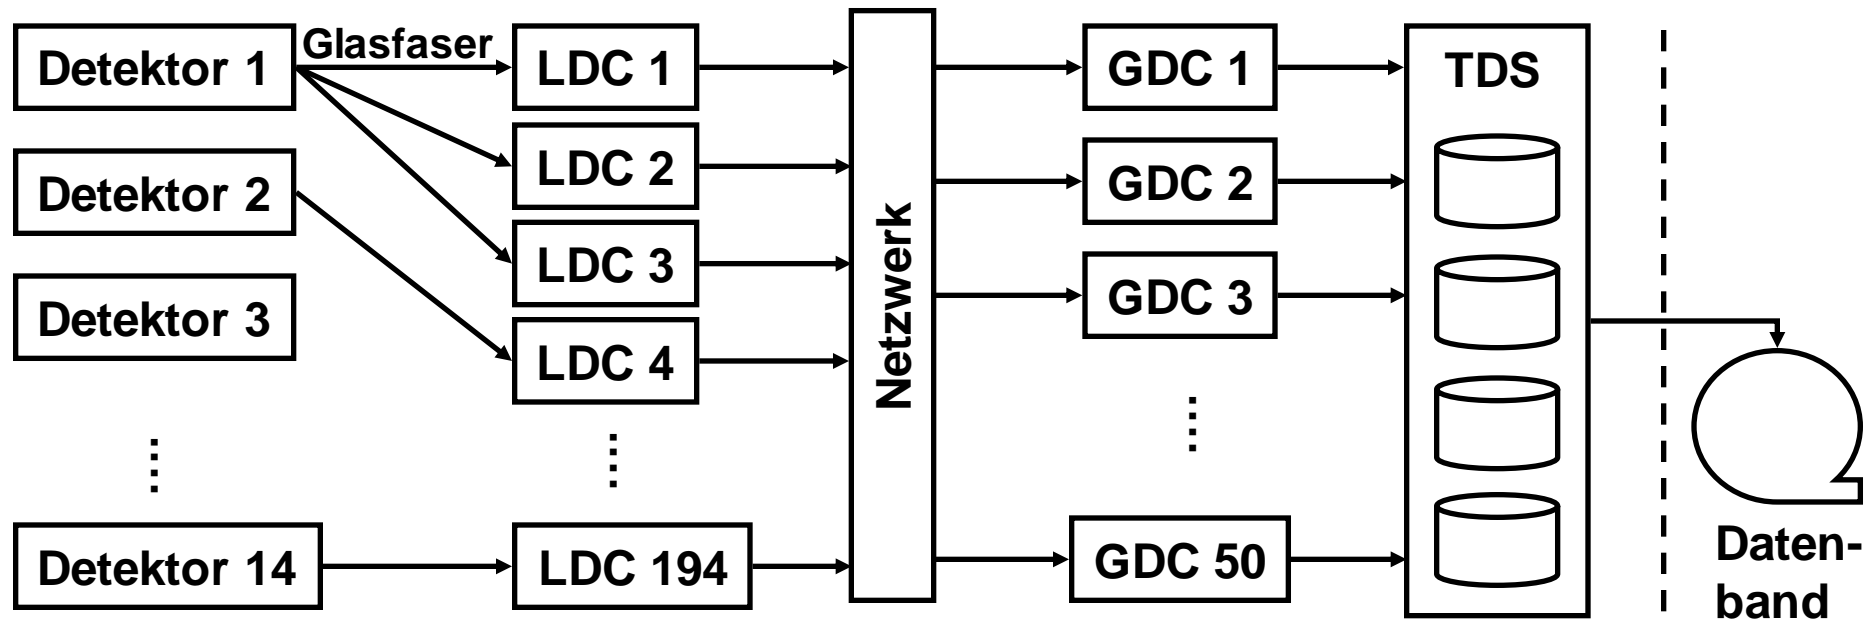 Detektor 1
Glasfaser
LDC 1
GDC 1
TDS
Detektor 2
LDC 2
GDC 2
Detektor 3
LDC 3
GDC 3
LDC 4
Netzwerk
Detektor 14
LDC 194
GDC 50
Daten-
band